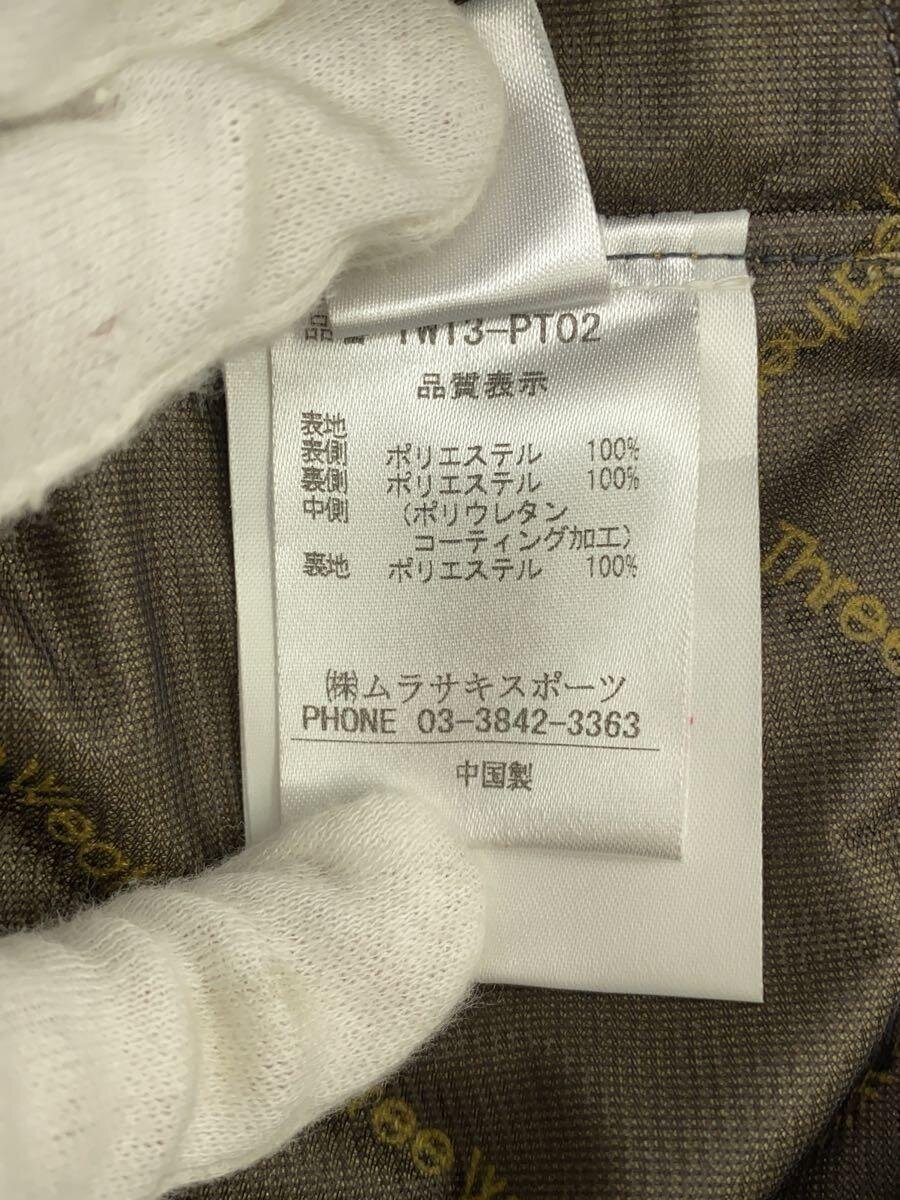 品番 TW13-PT02
品質表示
表地
表側 ポリエステル 100%
裏側 ポリエステル 100%
中側 (ポリウレタン
コーティング加工)
裏地 ポリエステル 100%
㈱ムラサキスポーツ
PHONE 03-3842-3363
中国製
Three